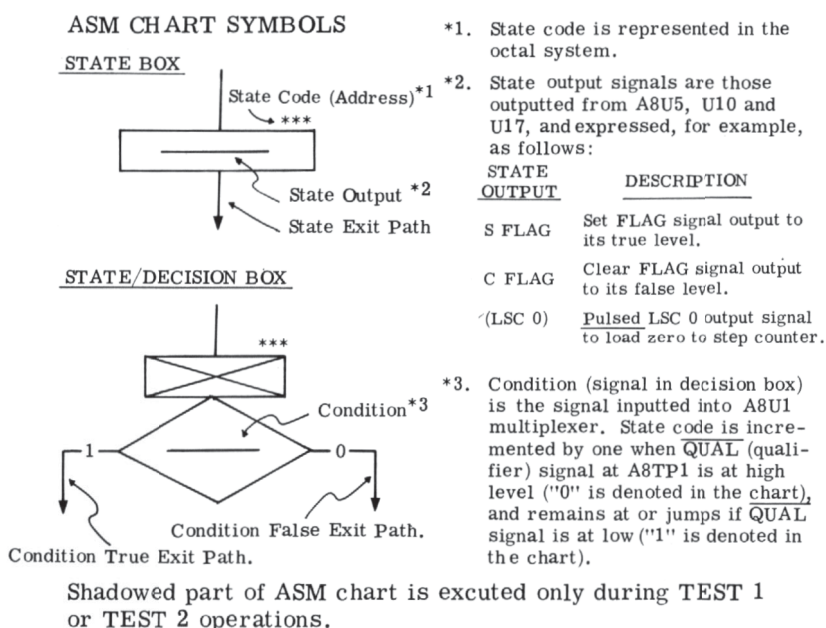 ASM CHART SYMBOLS
STATE BOX
State Code (Address)*1
***
State Output *2
State Exit Path
STATE/DECISION BOX
***
Condition*3
1
0
Condition False Exit Path.
Condition True Exit Path.
*1. State code is represented in the
octal system.
*2. State output signals are those
outputted from A8U5, U10 and
U17, and expressed, for example,
as follows:
STATE
OUTPUT DESCRIPTION
S FLAG Set FLAG signal output to
its true level.
C FLAG Clear FLAG signal output
to its false level.
(LSC 0) Pulsed LSC 0 output signal
to load zero to step counter.
*3. Condition (signal in decision box)
is the signal inputted into A8U1
multiplexer. State code is incre-
mented by one when QUAL (quali-
fier) signal at A8TP1 is at high
level ("0" is denoted in the chart),
and remains at or jumps if QUAL
signal is at low ("1" is denoted in
the chart).
Shadowed part of ASM chart is excuted only during TEST 1
or TEST 2 operations.